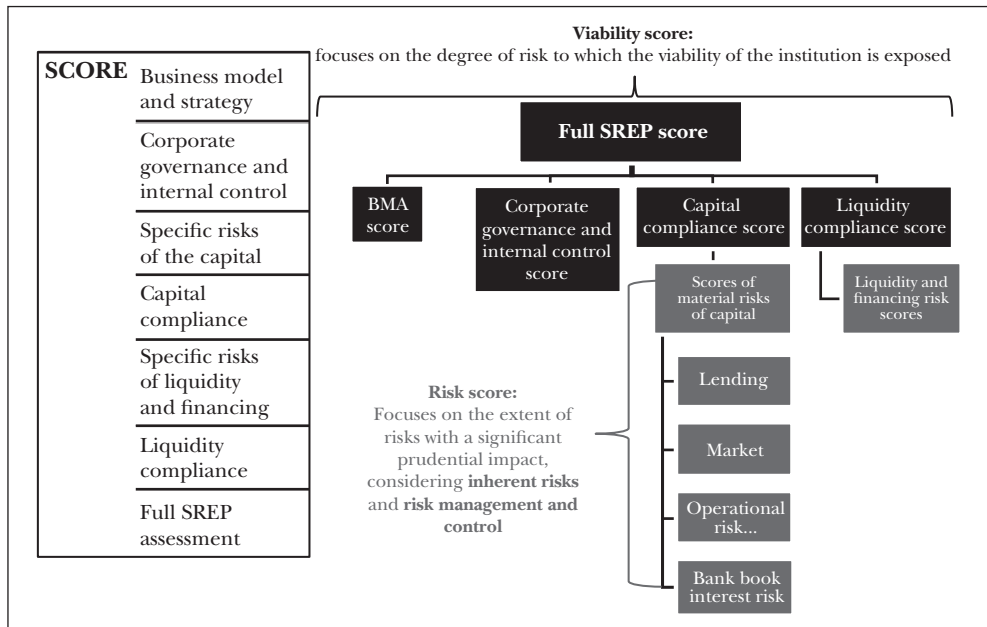 SCORE
Business model
and strategy
Corporate
governance and
internal control
Specific risks
of the capital
Capital
compliance
Specific risks
of liquidity
and financing
Liquidity
compliance
Full SREP
assessment
Viability score:
focuses on the degree of risk to which the viability of the institution is exposed
Full SREP score
BMA
score
Corporate
governance and
internal control
score
Capital
compliance score
Liquidity
compliance score
Scores of
material risks
of capital
Liquidity and
financing risk
scores
Risk score:
Focuses on the extent of
risks with a significant
prudential impact,
considering inherent risks
and risk management and
control
Lending
Market
Operational
risk...
Bank book
interest risk